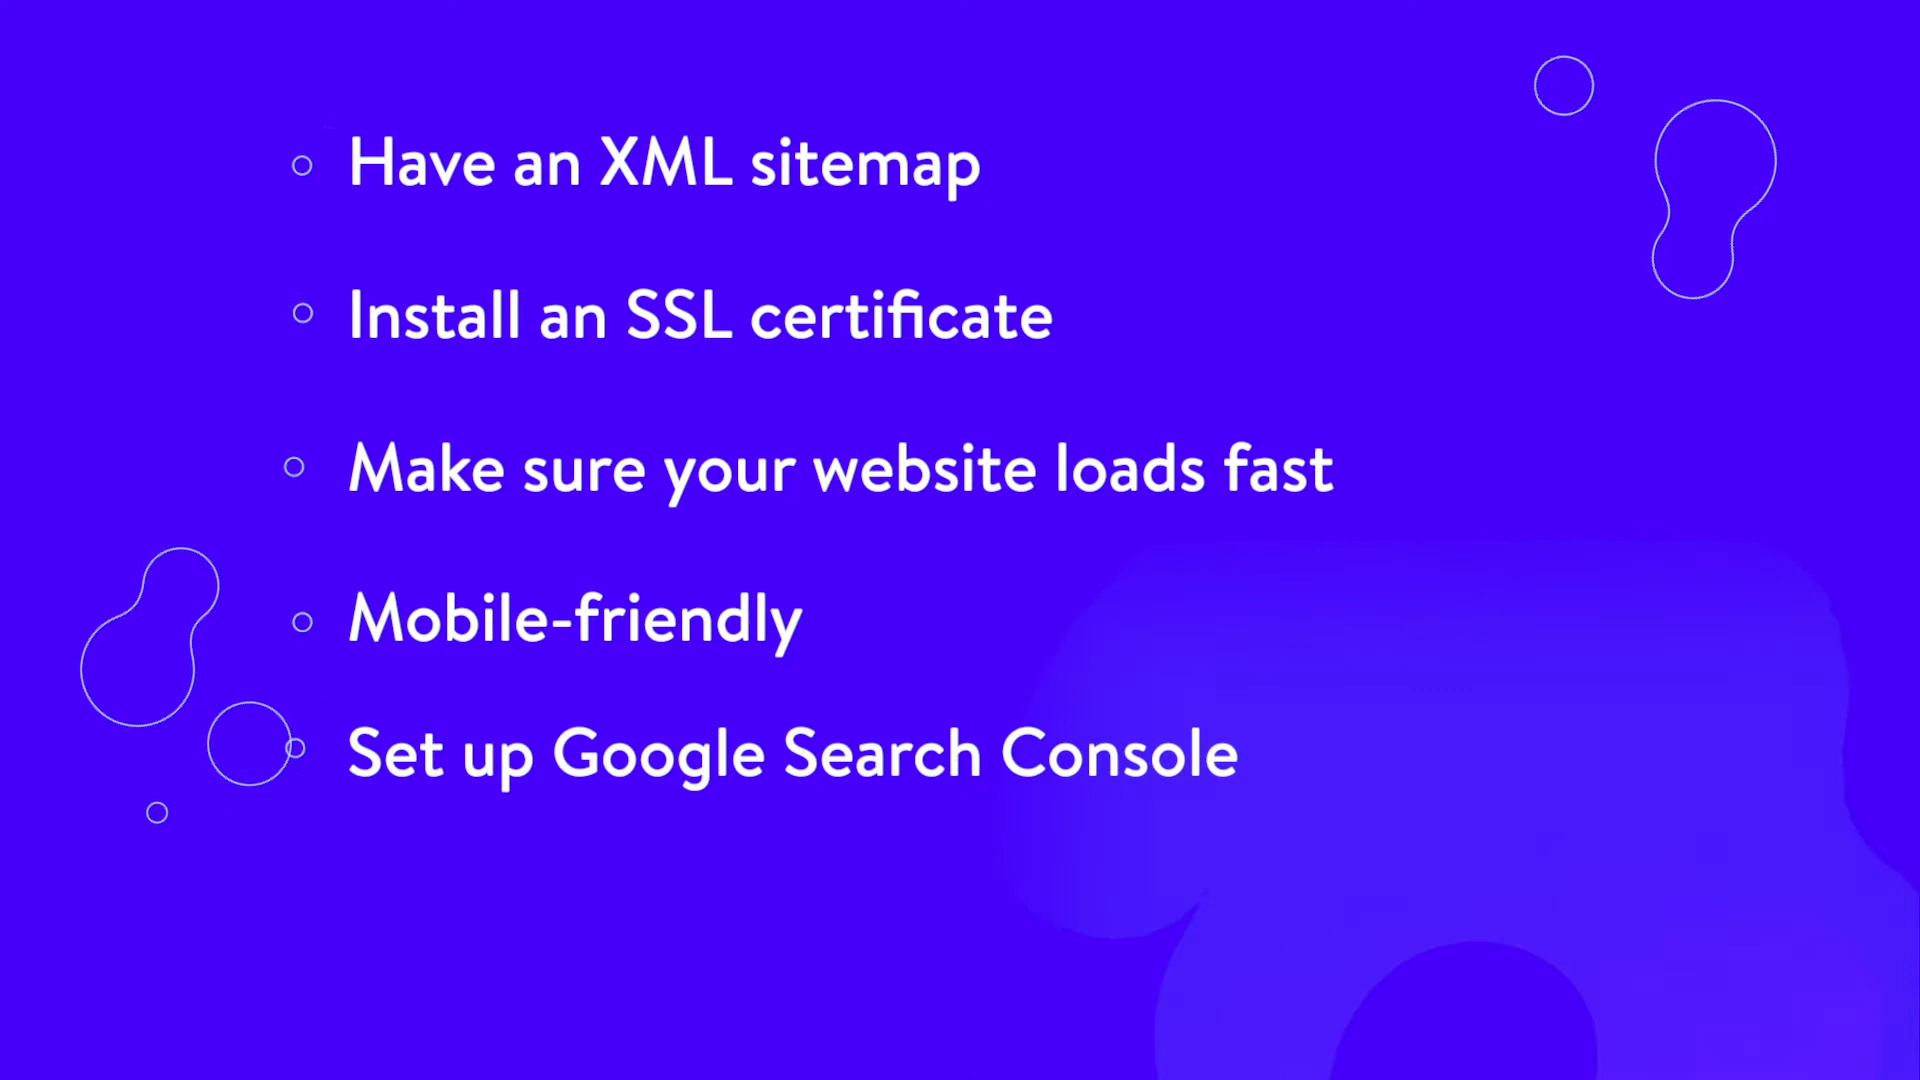 Have an XML sitemap
Install an SSL certificate
Make sure your website loads fast
Mobile-friendly
Set up Google Search Console